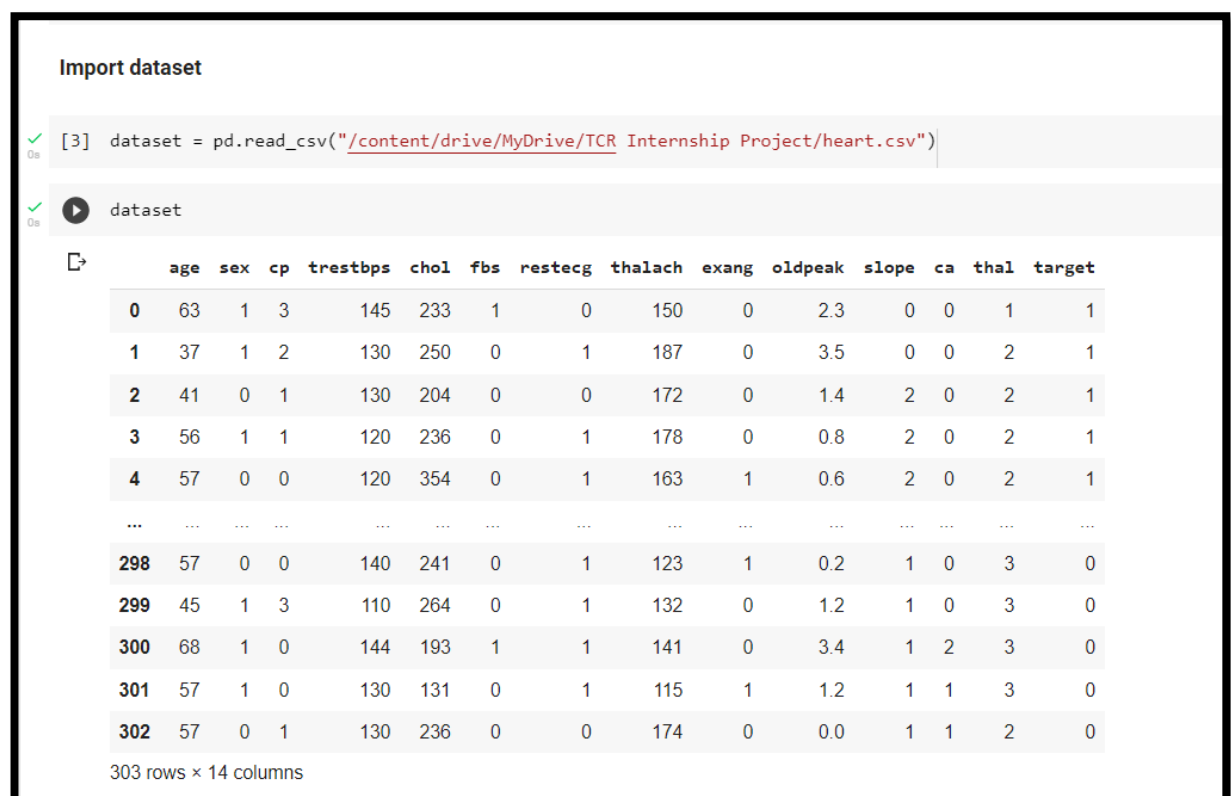 Import dataset
[3] dataset = pd.read_csv("/content/drive/MyDrive/TCR Internship Project/heart.csv")
0s
dataset
0s
age sex cp trestbps chol fbs restecg thalach exang oldpeak slope ca thal target
0 63 1 3 145 233 1 0 150 0 2.3 0 0 1 1
1 37 1 2 130 250 0 1 187 0 3.5 0 0 2 1
2 41 0 1 130 204 0 0 172 0 1.4 2 0 2 1
3 56 1 1 120 236 0 1 178 0 0.8 2 0 2 1
4 57 0 0 120 354 0 1 163 1 0.6 2 0 2 1
... ... ... ... ... ... ... ... ... ... ... ... ... ... ...
298 57 0 0 140 241 0 1 123 1 0.2 1 0 3 0
299 45 1 3 110 264 0 1 132 0 1.2 1 0 3 0
300 68 1 0 144 193 1 1 141 0 3.4 1 2 3 0
301 57 1 0 130 131 0 1 115 1 1.2 1 1 3 0
302 57 0 1 130 236 0 0 174 0 0.0 1 1 2 0
303 rows × 14 columns